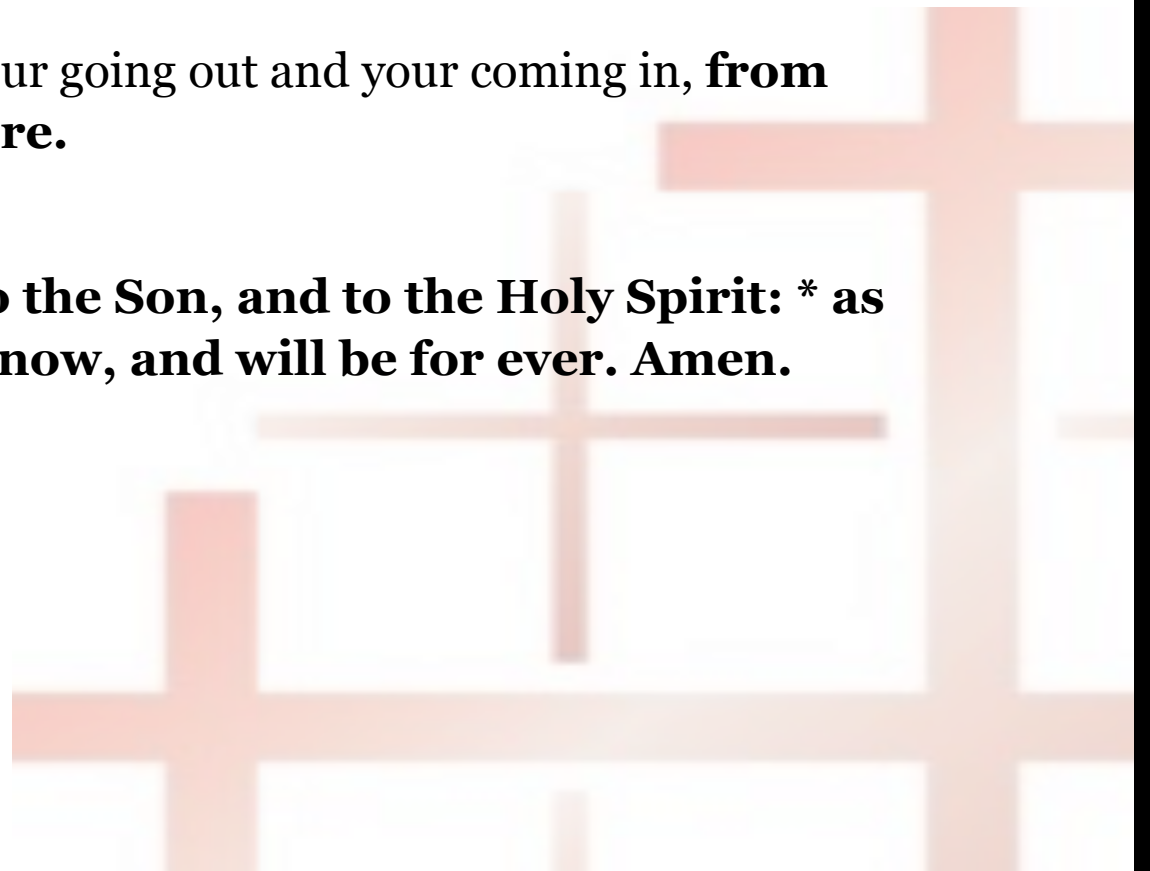 ur going out and your coming in, from
re.
o the Son, and to the Holy Spirit: * as
now, and will be for ever. Amen.